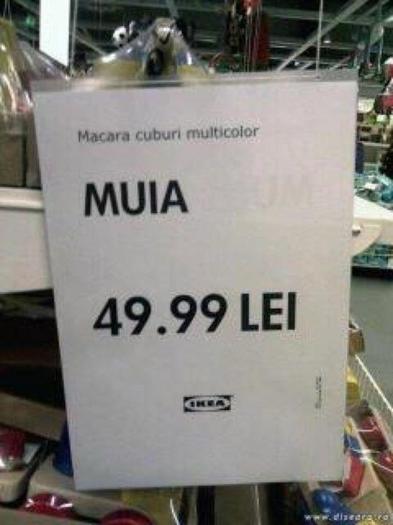 Macara cuburi multicolor
MUIA
49.99 LEI
IKEA
www.diseara.ro